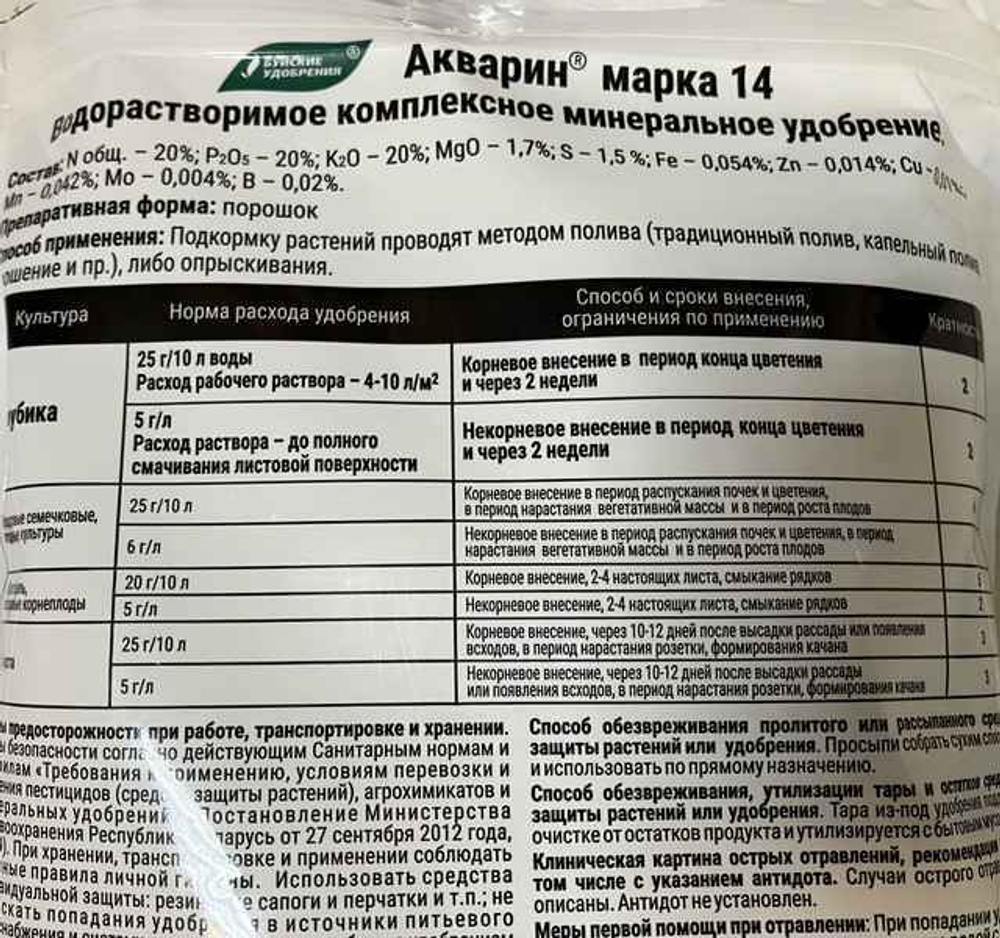 БУЙСКИЕ
УДОБРЕНИЯ ®
Акварин® марка 14
Водорастворимое комплексное минеральное удобрение
Состав: N общ. – 20%; P2O5 – 20%; K2O – 20%; MgO – 1,7%; S – 1,5 %; Fe – 0,054%; Zn – 0,014%; Cu –
Mn – 0,042%; Mo – 0,004%; B – 0,02%.
Препаративная форма: порошок
применения: Подкормку растений проводят методом полива (традиционный полив, капельный
и пр.), либо опрыскивания.
Культура Норма расхода удобрения Способ и сроки внесения,
ограничения по применению
25 г/10 л воды
Расход рабочего раствора – 4-10 л/м²
Корневое внесение в период конца цветения
и через 2 недели
2
5 г/л
Расход раствора – до полного
смачивания листовой поверхности
Некорневое внесение в период конца цветения
и через 2 недели
2
семечковые,
25 г/10 л
Корневое внесение в период распускания почек и цветения,
в период нарастания вегетативной массы и в период роста плодов
6 г/л
Некорневое внесение в период распускания почек и цветения, в период
нарастания вегетативной массы и в период роста плодов
корнеплоды
20 г/10 л
Корневое внесение, 2-4 настоящих листа, смыкание рядков
5 г/л
Некорневое внесение, 2-4 настоящих листа, смыкание рядков
2
25 г/10 л
Корневое внесение, через 10-12 дней после высадки рассады или появления
всходов, в период нарастания розетки, формирования качана
3
5 г/л
Некорневое внесение, через 10-12 дней после высадки рассады
или появления всходов, в период нарастания розетки, формирования качана
3
предосторожности при работе, транспортировке и хранении.
безопасности действующим Санитарным нормам и
«Требования к применению, условиям перевозки и
пестицидов защиты растений), агрохимикатов и
удобрений Постановление Министерства
от 27 сентября 2012 года,
При хранении, и применении соблюдать
правила личной Использовать средства
защиты: сапоги и перчатки и т.п.; не
попадания в источники питьевого
Способ обезвреживания пролитого или рассыпанного
защиты растений или удобрения. Просыпи собрать сухим
и использовать по прямому назначению.
Способ обезвреживания, утилизации тары и остатков
защиты растений или удобрения. Тара из-под удобрения
очистке от остатков продукта и утилизируется с бытовым
Клиническая картина острых отравлений,
том числе с указанием антидота. Случаи острого
описаны. Антидот не установлен.
Меры первой помощи при отравлении: При попадании